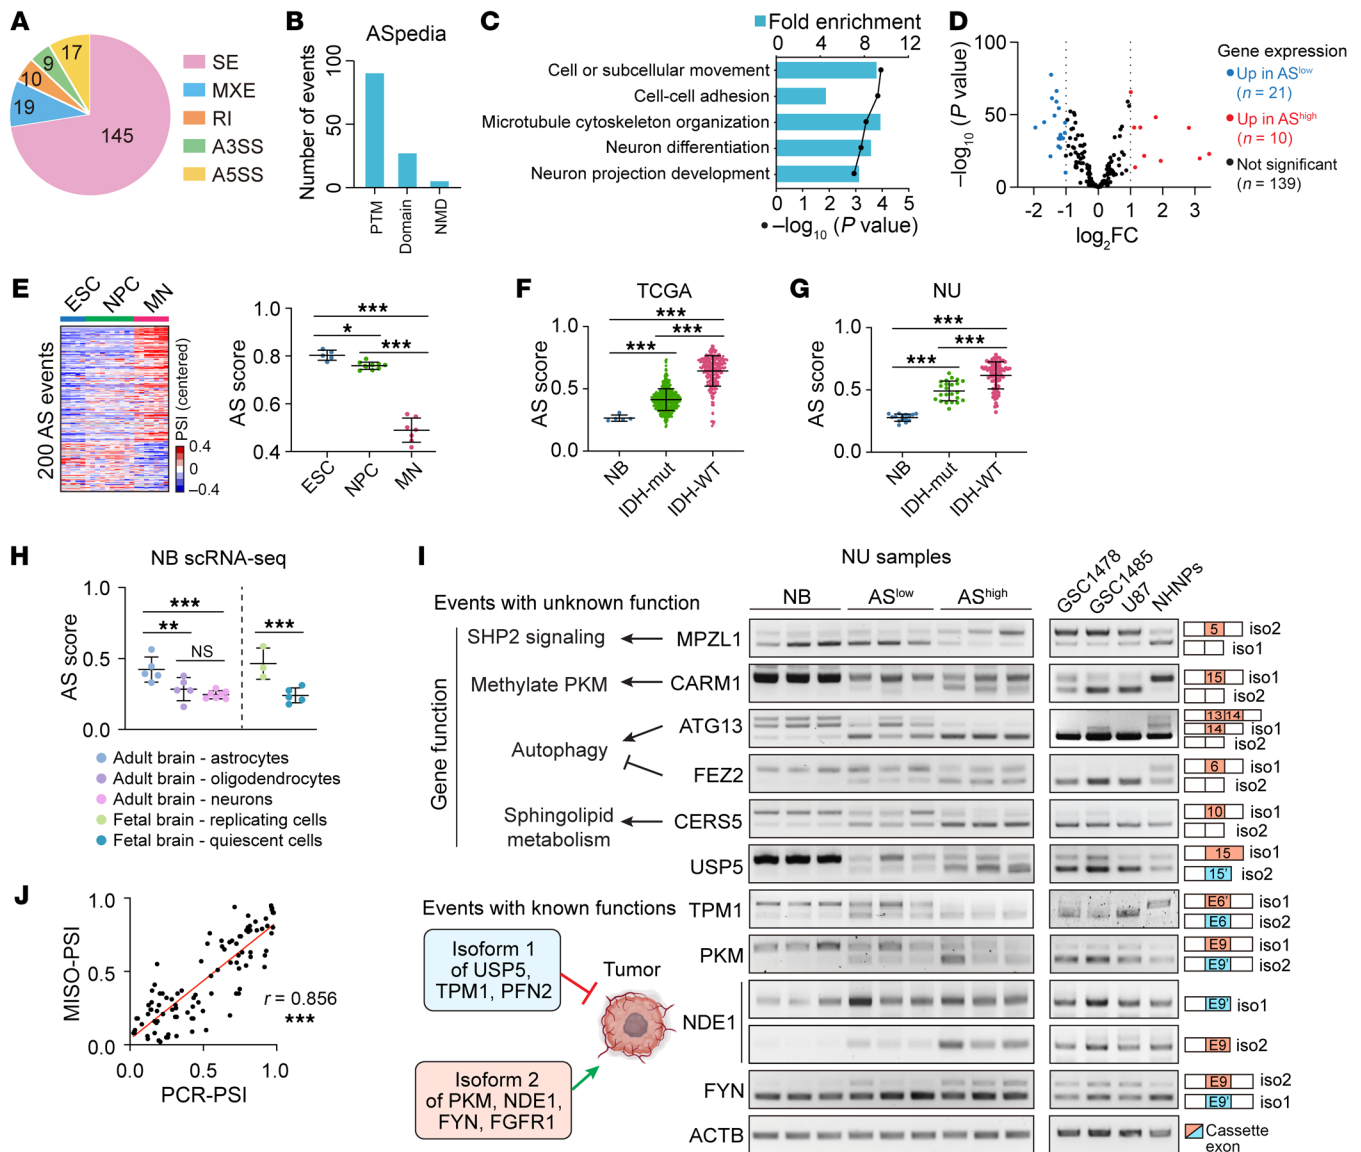 A
145
19
10
9
17
SE
MXE
RI
A3SS
A5SS
B
ASpedia
Number of events
100
50
0
PTM
Domain
NMD
C
Fold enrichment
0 4 8 12
Cell or subcellular movement
Cell-cell adhesion
Microtubule cytoskeleton organization
Neuron differentiation
Neuron projection development
0 1 2 3 4 5
–log10 (P value)
D
–log10 (P value)
100
50
0
-2 -1 0 1 2 3
log2FC
Gene expression
Up in ASlow
(n = 21)
Up in AShigh
(n = 10)
Not significant
(n = 139)
E
ESC NPC MN
200 AS events
PSI (centered)
0.4
0
–0.4
AS score
1.0
0.8
0.6
0.4
***
*
***
ESC NPC MN
F
TCGA
AS score
1.0
0.5
0.0
***
***
***
NB IDH-mut IDH-WT
G
NU
AS score
1.0
0.5
0.0
***
***
***
NB IDH-mut IDH-WT
H
NB scRNA-seq
AS score
1.0
0.5
0.0
***
**
NS
***
Adult brain - astrocytes
Adult brain - oligodendrocytes
Adult brain - neurons
Fetal brain - replicating cells
Fetal brain - quiescent cells
I
NU samples
NB ASlow AShigh
GSC1478 GSC1485 U87 NHNPs
Events with unknown function
Gene function
SHP2 signaling
MPZL1
5 iso2
iso1
Methylate PKM
CARM1
15 iso1
iso2
Autophagy
ATG13
13 14
14 iso1
iso2
FEZ2
6 iso1
iso2
Sphingolipid
metabolism
CERS5
10 iso1
iso2
USP5
15 iso1
15' iso2
Events with known functions
TPM1
E6' iso1
E6 iso2
Isoform 1
of USP5,
TPM1, PFN2
Tumor
PKM
E9 iso1
E9' iso2
NDE1
E9' iso1
E9 iso2
Isoform 2
of PKM, NDE1,
FYN, FGFR1
FYN
E9 iso2
E9' iso1
ACTB
Cassette
exon
J
MISO-PSI
1.0
0.5
0.0
r = 0.856
***
0.0 0.5 1.0
PCR-PSI